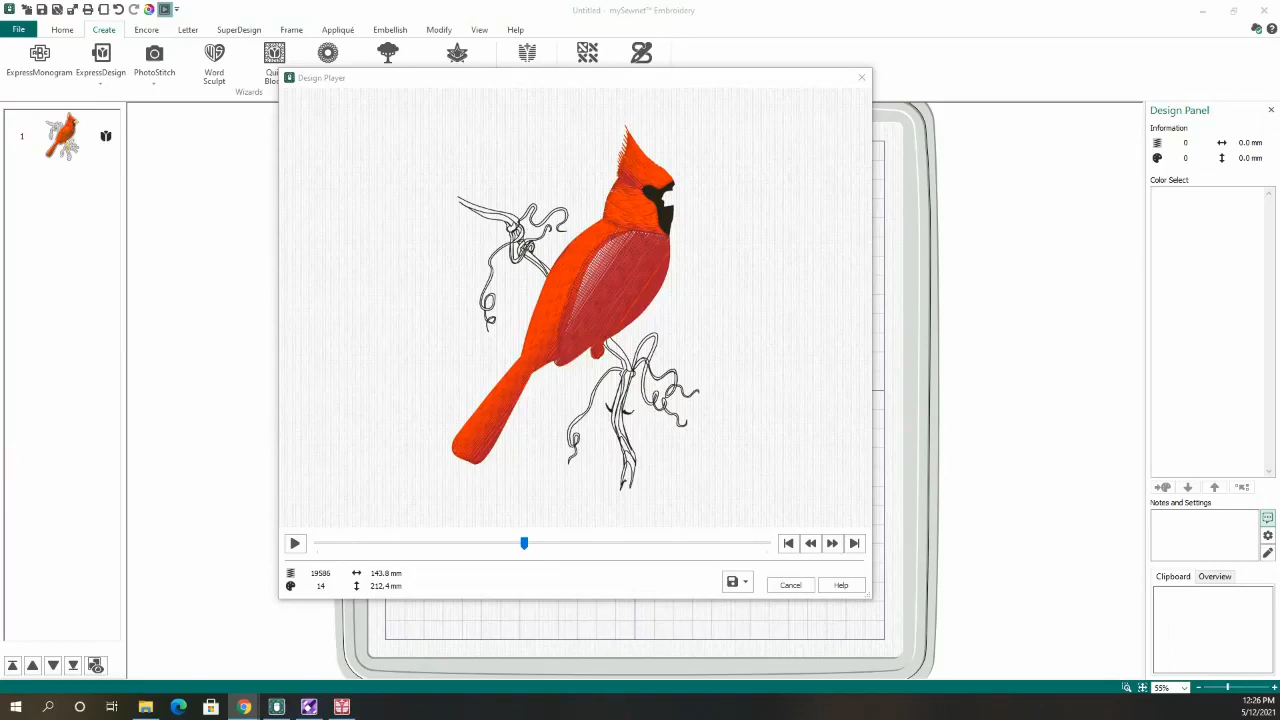 Untitled - mySewnet™ Embroidery
File Home Create Encore Letter SuperDesign Frame Appliqué Embellish Modify View Help
ExpressMonogram ExpressDesign PhotoStitch Word Sculpt
Wizards
Design Player
1
19586 143.8 mm
14 212.4 mm
Cancel Help
Design Panel
Information
0 0.0 mm
0 0.0 mm
Color Select
Notes and Settings
Clipboard Overview
55%
12:26 PM
5/12/2021